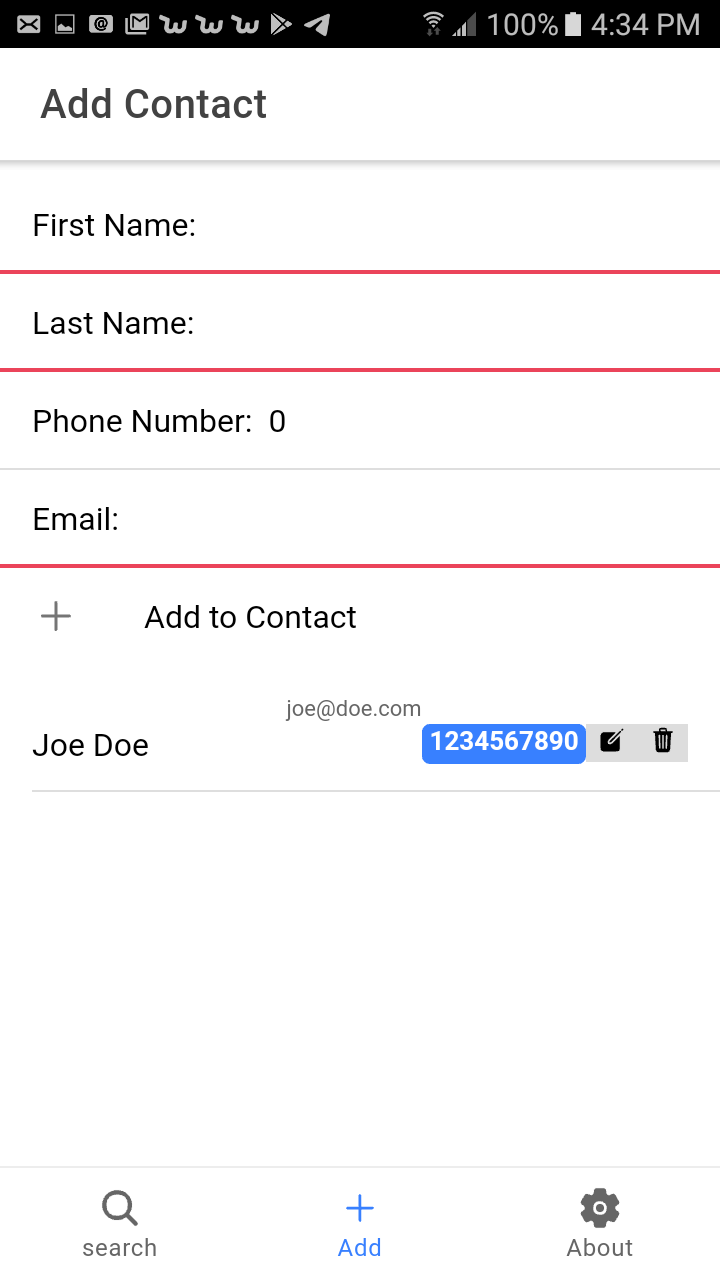 100% 4:34 PM
Add Contact
First Name:
Last Name:
Phone Number: 0
Email:
Add to Contact
joe@doe.com
Joe Doe 1234567890
search Add About